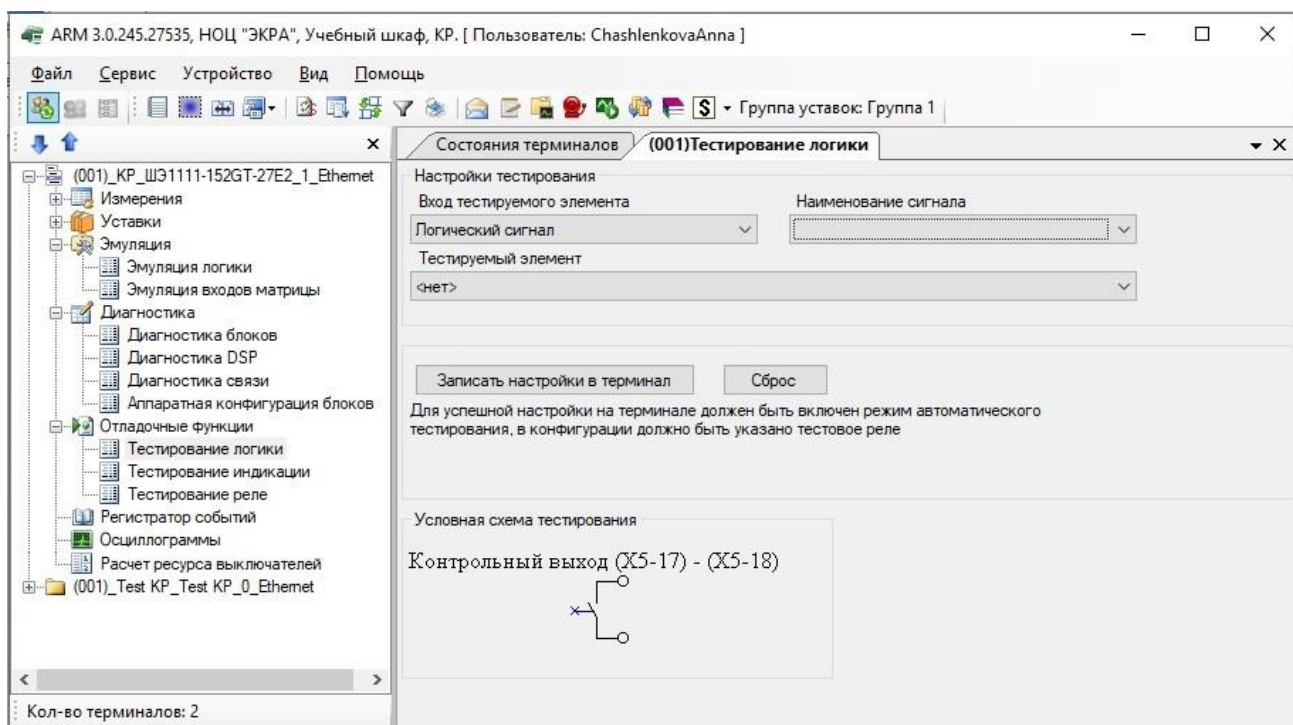 ARM 3.0.245.27535, НОЦ "ЭКРА", Учебный шкаф, КР. [ Пользователь: ChashlenkovaAnna ]
Файл Сервис Устройство Вид Помощь
Группа уставок: Группа 1
(001)_КР_ШЭ1111-152GT-27E2_1_Ethernet
Измерения
Уставки
Эмуляция
Эмуляция логики
Эмуляция входов матрицы
Диагностика
Диагностика блоков
Диагностика DSP
Диагностика связи
Аппаратная конфигурация блоков
Отладочные функции
Тестирование логики
Тестирование индикации
Тестирование реле
Регистратор событий
Осциллограммы
Расчет ресурса выключателей
(001)_Test KP_Test KP_0_Ethernet
Кол-во терминалов: 2
Состояния терминалов (001)Тестирование логики
Настройки тестирования
Вход тестируемого элемента Наименование сигнала
Логический сигнал
Тестируемый элемент
<нет>
Записать настройки в терминал Сброс
Для успешной настройки на терминале должен быть включен режим автоматического
тестирования, в конфигурации должно быть указано тестовое реле
Условная схема тестирования
Контрольный выход (X5-17) - (X5-18)